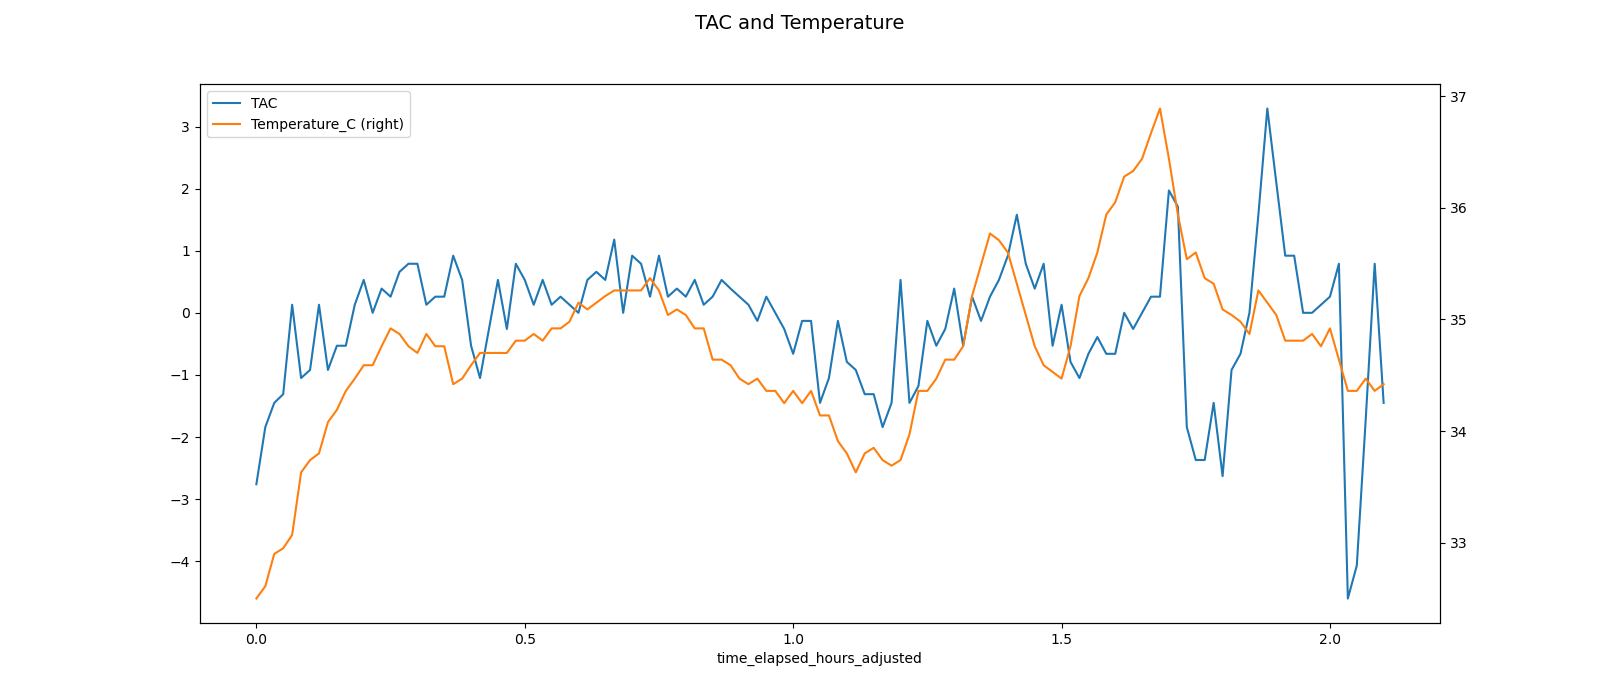 TAC and Temperature
TAC
Temperature_C (right)
3
2
1
0
−1
−2
−3
−4
37
36
35
34
33
0.0 0.5 1.0 1.5 2.0
time_elapsed_hours_adjusted